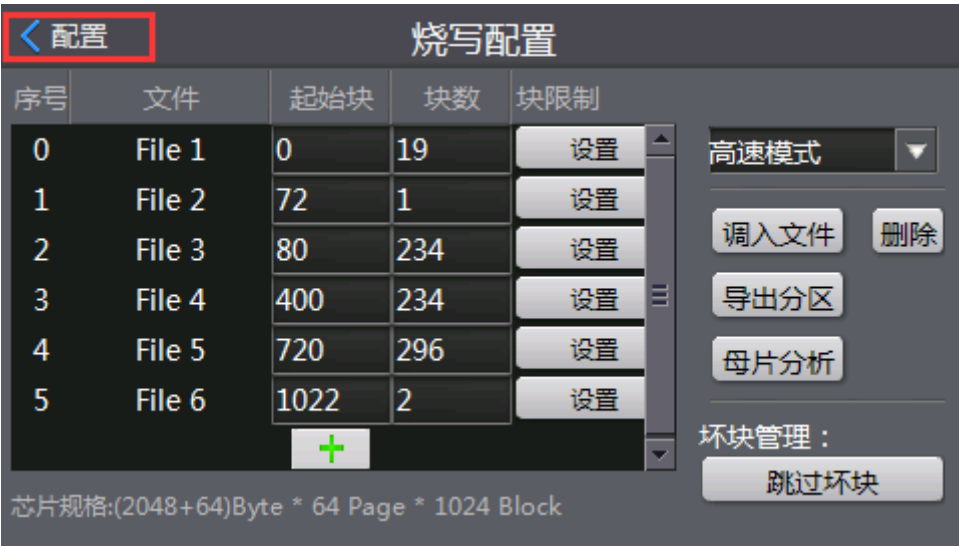 配置 烧写配置
序号 文件 起始块 块数 块限制
0 File 1 0 19 设置 高速模式
1 File 2 72 1 设置
2 File 3 80 234 设置 调入文件 删除
3 File 4 400 234 设置 导出分区
4 File 5 720 296 设置 母片分析
5 File 6 1022 2 设置
坏块管理：
跳过坏块
芯片规格:(2048+64)Byte * 64 Page * 1024 Block